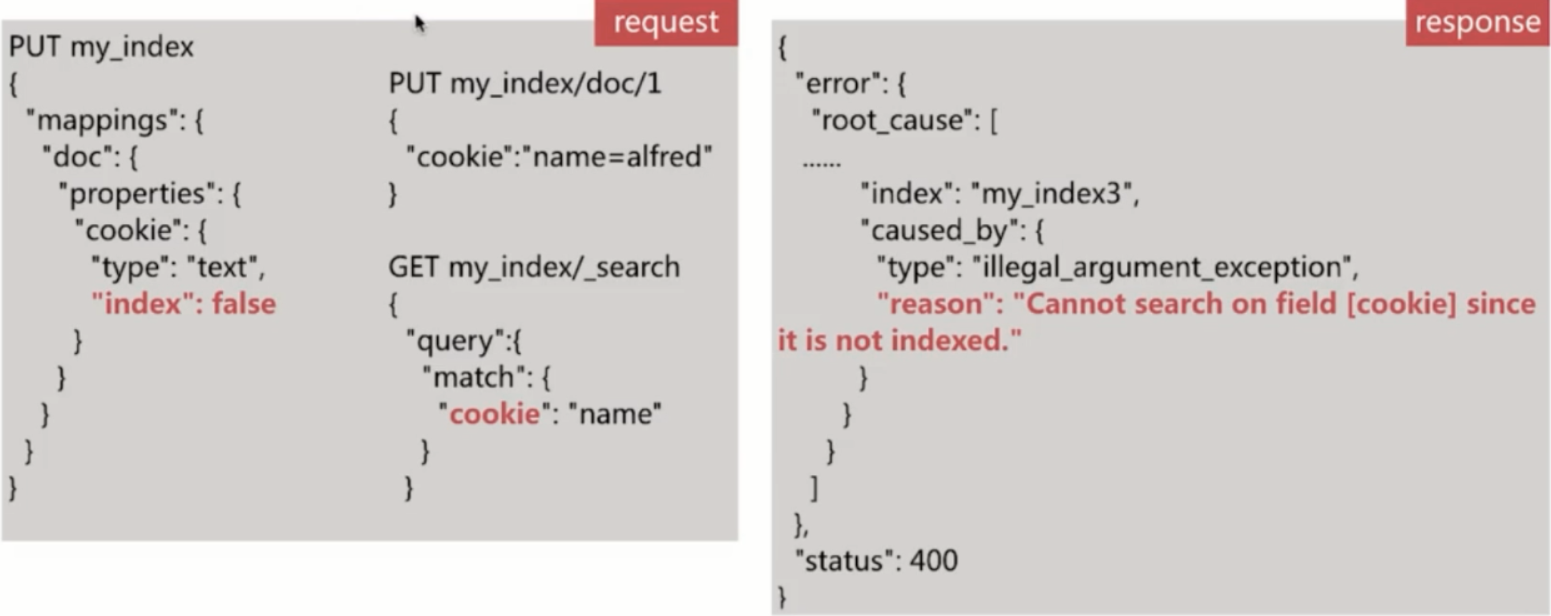 request
PUT my_index
{
"mappings": {
"doc": {
"properties": {
"cookie": {
"type": "text",
"index": false
}
}
}
}
}
PUT my_index/doc/1
{
"cookie":"name=alfred"
}
GET my_index/_search
{
"query":{
"match": {
"cookie": "name"
}
}
response
{
"error": {
"root_cause": [
......
"index": "my_index3",
"caused_by": {
"type": "illegal_argument_exception",
"reason": "Cannot search on field [cookie] since
it is not indexed."
}
}
}
]
},
"status": 400
}